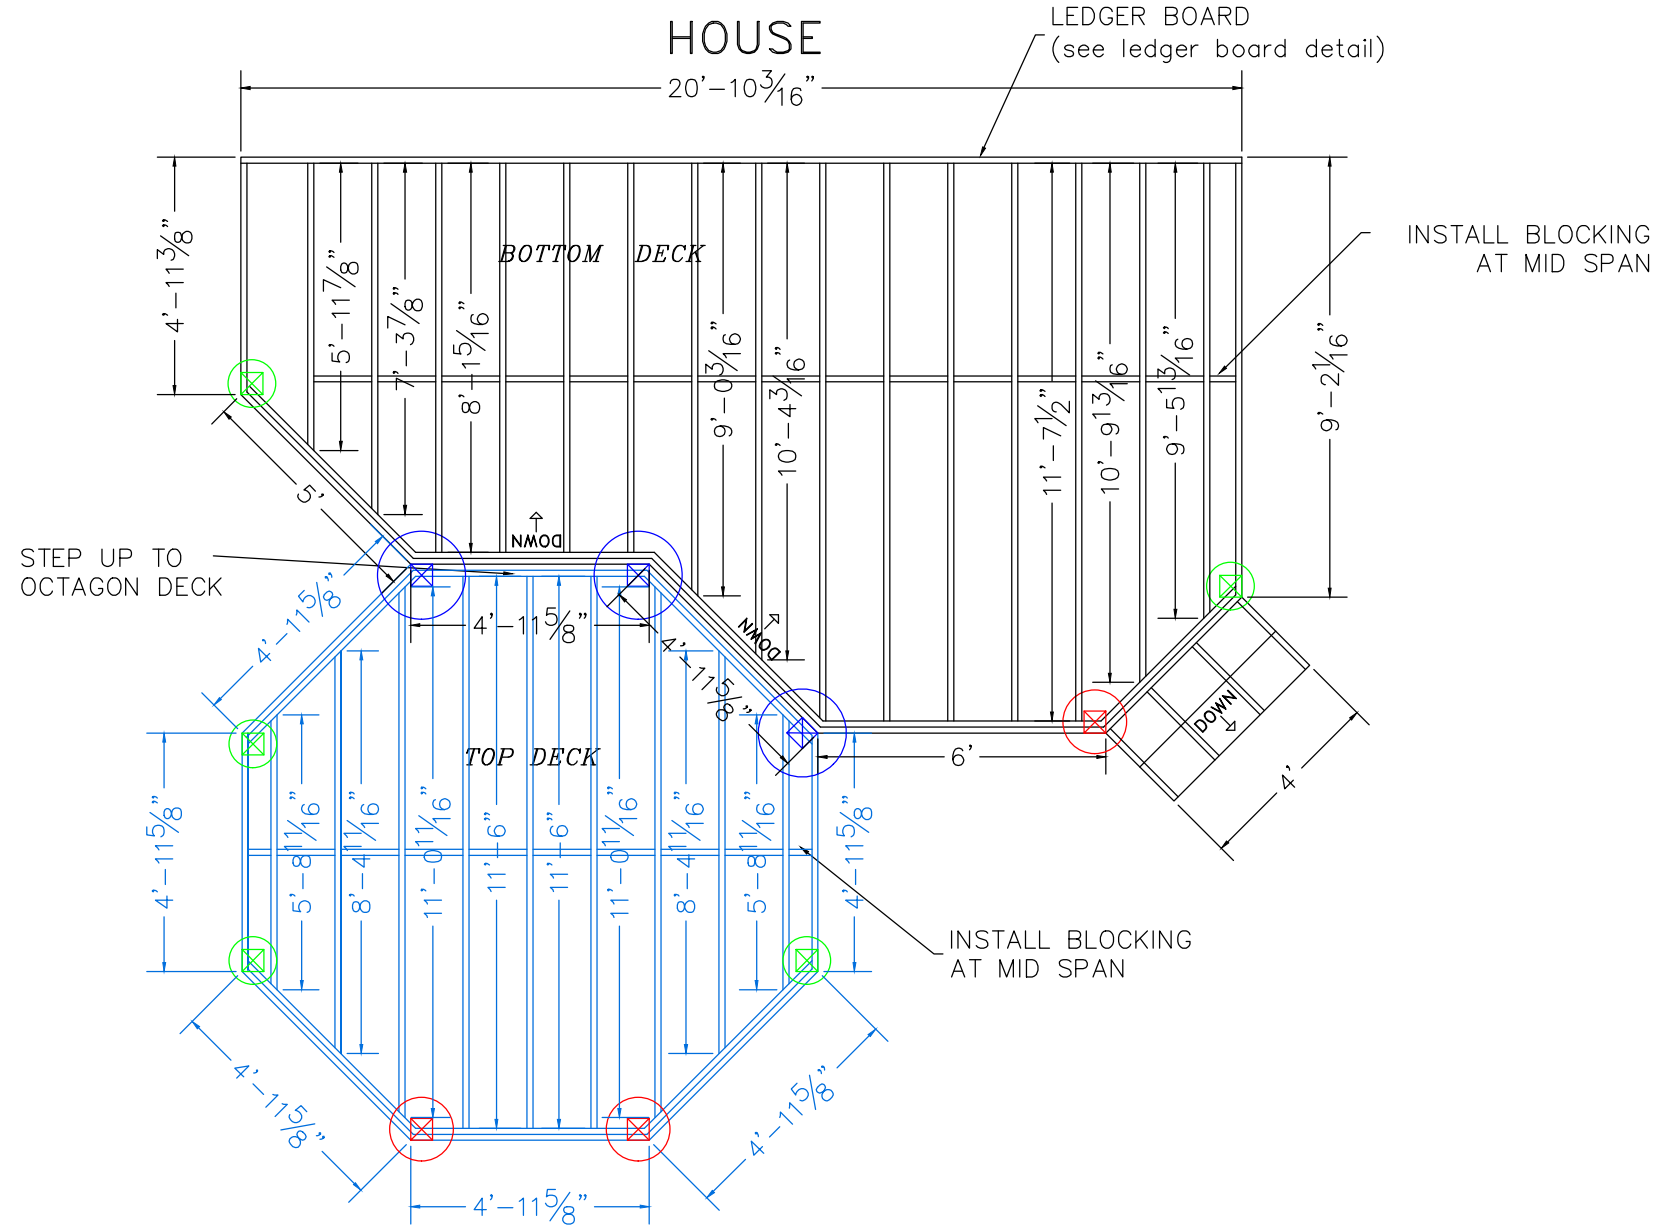 HOUSE
LEDGER BOARD
(see ledger board detail)
20'-10 3/16"
4'-11 3/8"
5'-11 7/8"
7'-3 7/8"
8'-1 5/16"
BOTTOM DECK
9'-0 3/16"
10'-4 3/16"
11'-7 1/2"
10'-9 13/16"
9'-5 13/16"
9'-2 1/16"
INSTALL BLOCKING
AT MID SPAN
5'
DOWN
STEP UP TO
OCTAGON DECK
4'-11 5/8"
4'-11 5/8"
4'-11 5/8"
DOWN
DOWN
6'
4'
TOP DECK
4'-11 5/8"
5'-8 11/16"
8'-4 11/16"
11'-0 11/16"
11'-6"
11'-6"
11'-0 11/16"
8'-4 11/16"
5'-8 11/16"
4'-11 5/8"
INSTALL BLOCKING
AT MID SPAN
4'-11 5/8"
4'-11 5/8"
4'-11 5/8"